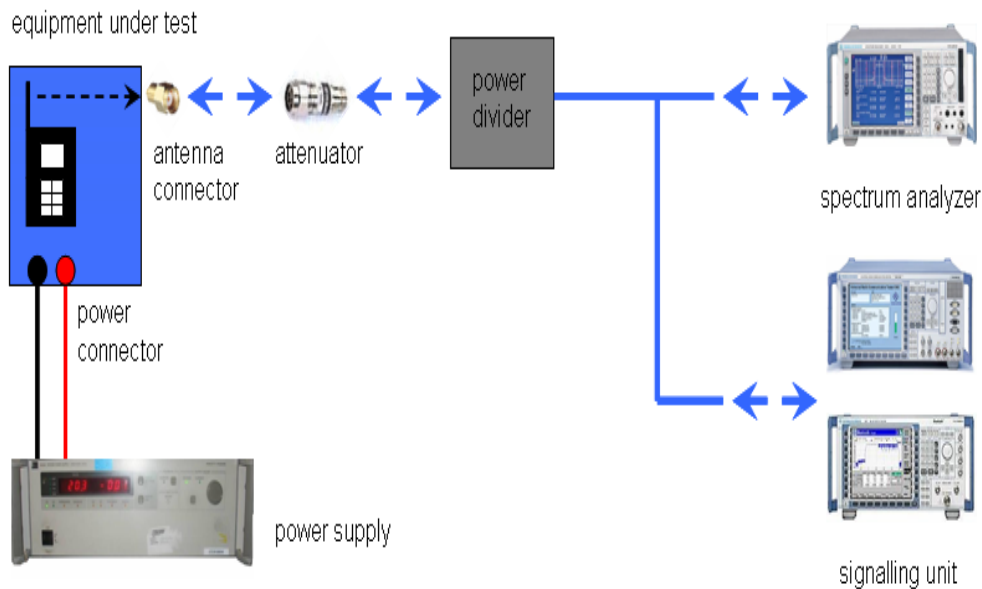 equipment under test
antenna
connector
attenuator
power
divider
spectrum analyzer
power
connector
power supply
signalling unit